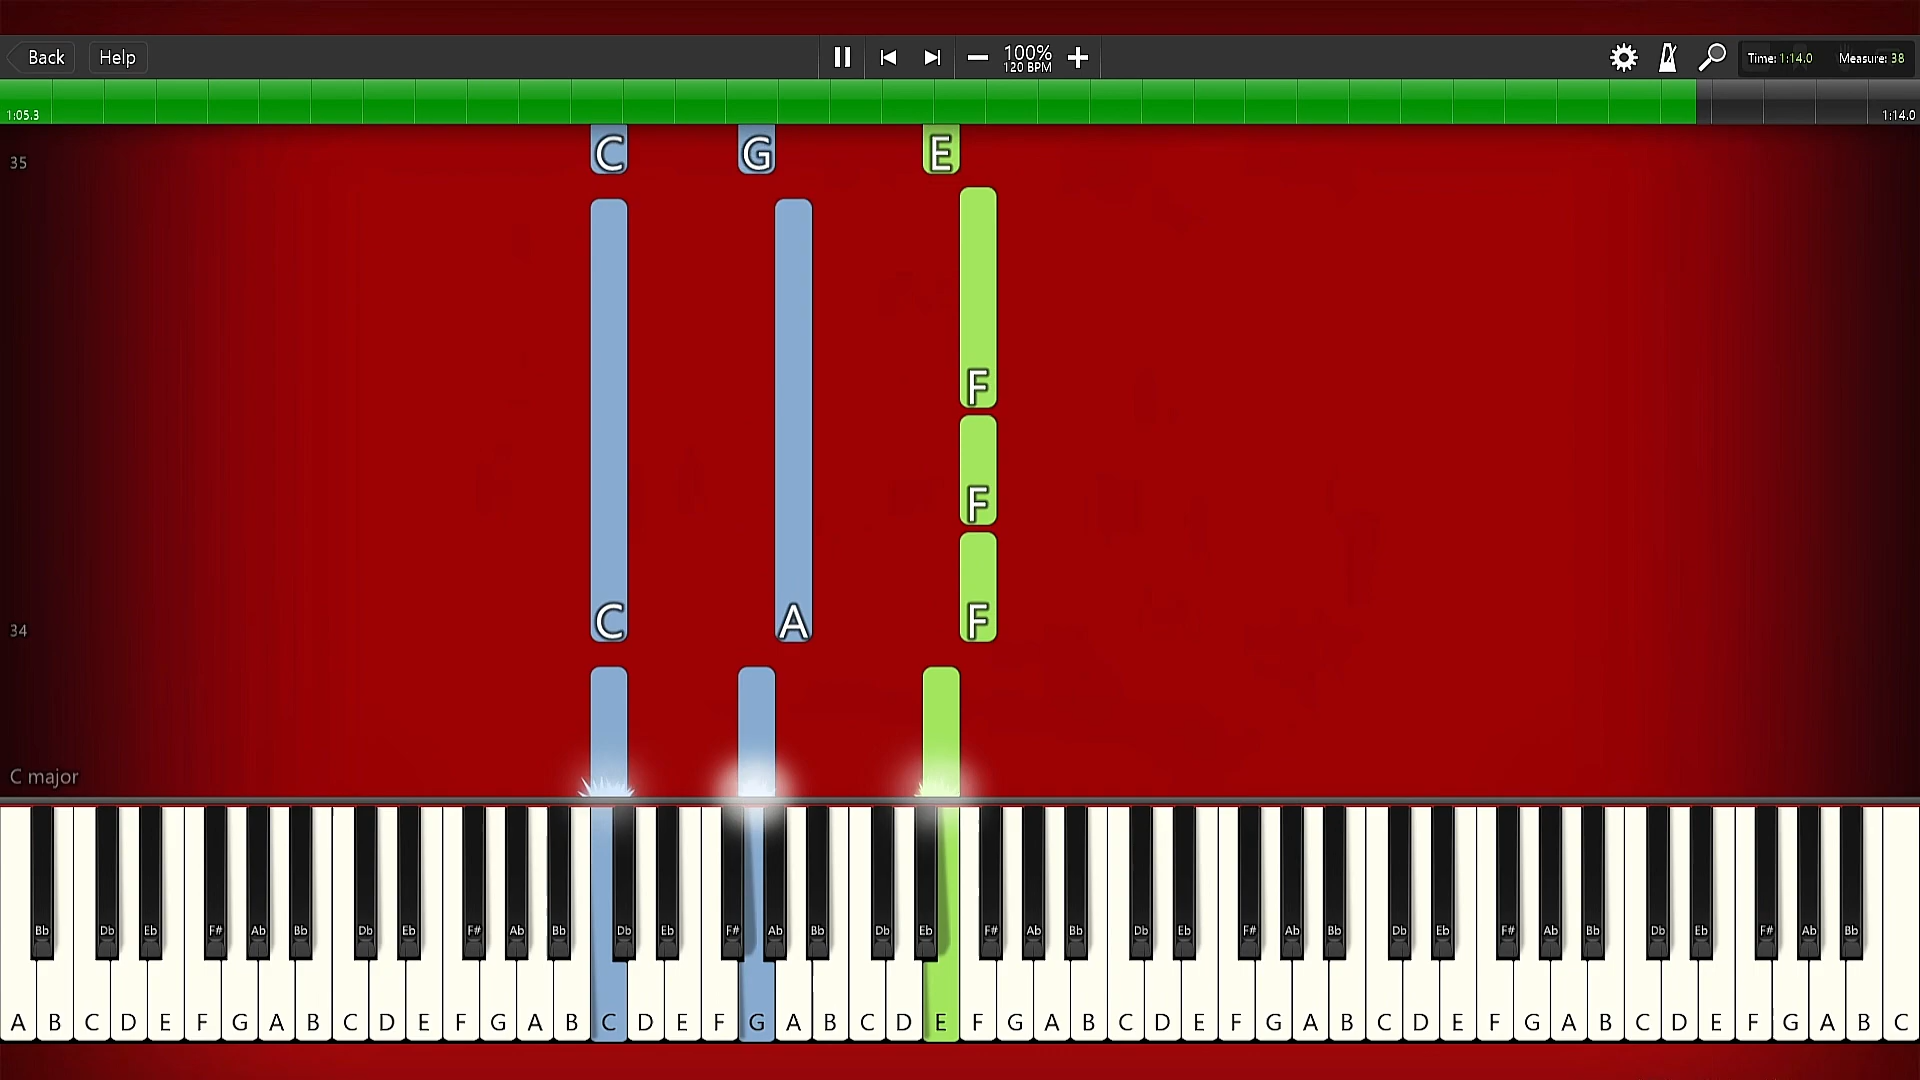 Back Help 100% Time: 1:14.0 Measure: 38
120 BPM
1:05.3 1:14.0
C G E
35
F
F
C A F
34
C major
Bb Db Eb F# Ab Bb Db Eb F# Ab Bb Db Eb F# Ab Bb Db Eb F# Ab Bb Db Eb F# Ab Bb Db Eb F# Ab Bb Db Eb F# Ab Bb
A B C D E F G A B C D E F G A B C D E F G A B C D E F G A B C D E F G A B C D E F G A B C D E F G A B C